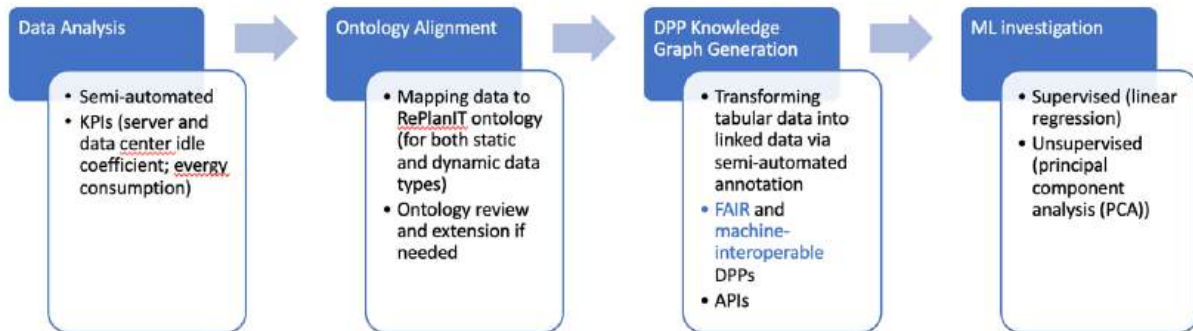 Data Analysis
• Semi-automated
• KPIs (server and
data center idle
coefficient; evergy
consumption)
Ontology Alignment
• Mapping data to
RePlanIT ontology
(for both static
and dynamic data
types)
• Ontology review
and extension if
needed
DPP Knowledge
Graph Generation
• Transforming
tabular data into
linked data via
semi-automated
annotation
• FAIR and
machine-
interoperable
DPPs
• APIs
ML investigation
• Supervised (linear
regression)
• Unsupervised
(principal
component
analysis (PCA))